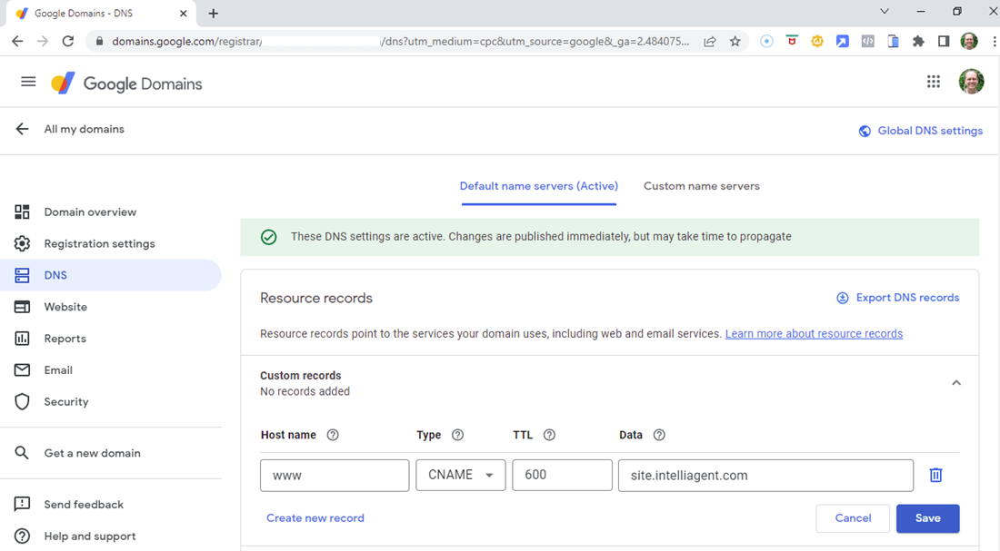 Google Domains - DNS
domains.google.com/registrar/ /dns?utm_medium=cpc&utm_source=google&_ga=2.484075...
Google Domains
All my domains
Global DNS settings
Default name servers (Active) Custom name servers
Domain overview
Registration settings
DNS
Website
Reports
Email
Security
Get a new domain
Send feedback
Help and support
These DNS settings are active. Changes are published immediately, but may take time to propagate
Resource records
Export DNS records
Resource records point to the services your domain uses, including web and email services. Learn more about resource records
Custom records
No records added
Host name Type TTL Data
www CNAME 600 site.intelliagent.com
Create new record Cancel Save